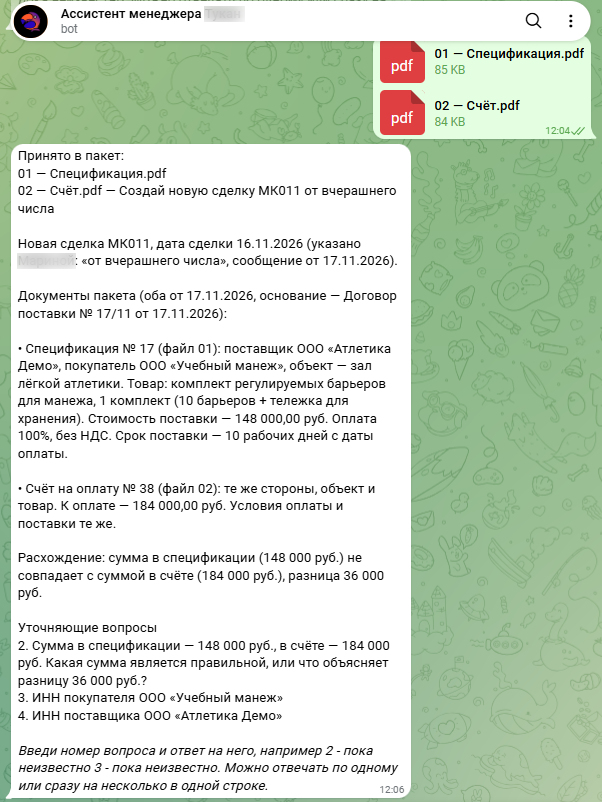 Ассистент менеджера
bot
01 — Спецификация.pdf
85 KB
pdf
02 — Счёт.pdf
84 KB
pdf
12:04
Принято в пакет:
01 — Спецификация.pdf
02 — Счёт.pdf — Создай новую сделку МК011 от вчерашнего
числа
Новая сделка МК011, дата сделки 16.11.2026 (указано
: «от вчерашнего числа», сообщение от 17.11.2026).
Документы пакета (оба от 17.11.2026, основание — Договор
поставки № 17/11 от 17.11.2026):
• Спецификация № 17 (файл 01): поставщик ООО «Атлетика
Демо», покупатель ООО «Учебный манеж», объект — зал
лёгкой атлетики. Товар: комплект регулируемых барьеров
для манежа, 1 комплект (10 барьеров + тележка для
хранения). Стоимость поставки — 148 000,00 руб. Оплата
100%, без НДС. Срок поставки — 10 рабочих дней с даты
оплаты.
• Счёт на оплату № 38 (файл 02): те же стороны, объект и
товар. К оплате — 184 000,00 руб. Условия оплаты и
поставки те же.
Расхождение: сумма в спецификации (148 000 руб.) не
совпадает с суммой в счёте (184 000 руб.), разница 36 000
руб.
Уточняющие вопросы
2. Сумма в спецификации — 148 000 руб., в счёте — 184 000
руб. Какая сумма является правильной, или что объясняет
разницу 36 000 руб.?
3. ИНН покупателя ООО «Учебный манеж»
4. ИНН поставщика ООО «Атлетика Демо»
Введи номер вопроса и ответ на него, например 2 - пока
неизвестно 3 - пока неизвестно. Можно отвечать по одному
или сразу на несколько в одной строке.
12:06